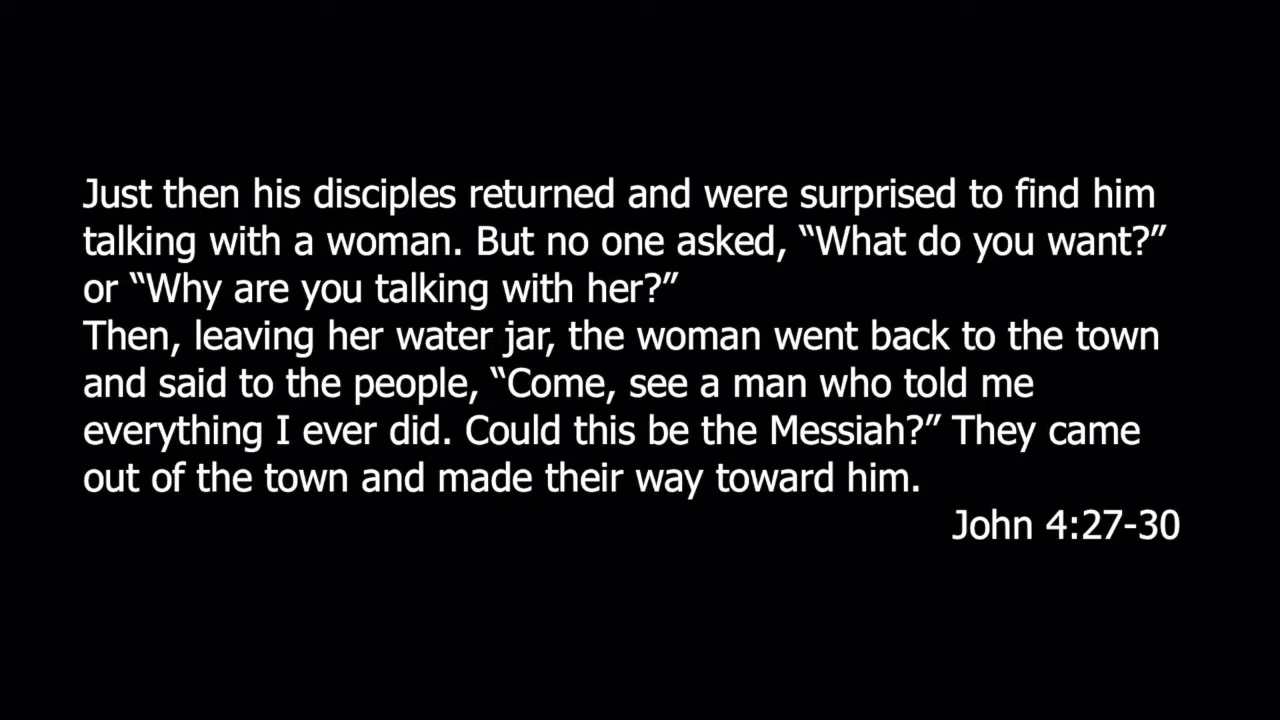 Just then his disciples returned and were surprised to find him
talking with a woman. But no one asked, “What do you want?”
or “Why are you talking with her?”
Then, leaving her water jar, the woman went back to the town
and said to the people, “Come, see a man who told me
everything I ever did. Could this be the Messiah?” They came
out of the town and made their way toward him.
John 4:27-30